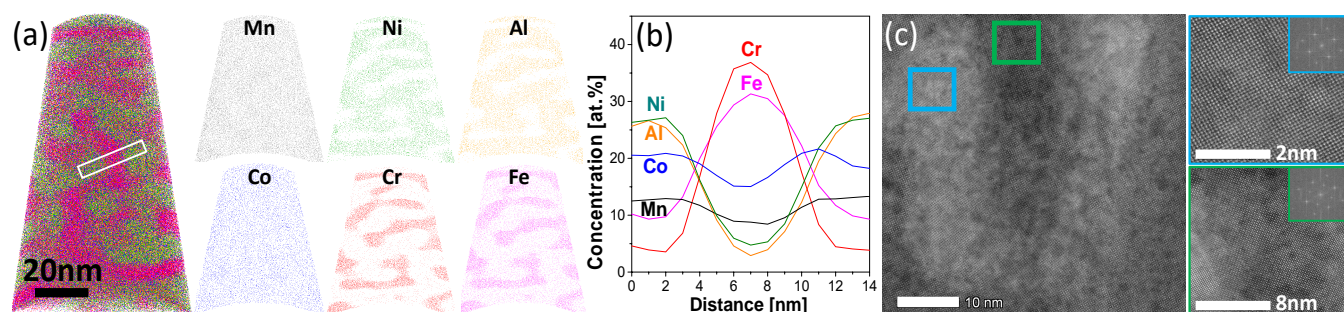 (a)
Mn
Ni
Al
Co
Cr
Fe
20nm
(b)
Concentration [at.%]
40
30
20
10
0
Cr
Fe
Ni
Al
Co
Mn
0 2 4 6 8 10 12 14
Distance [nm]
(c)
10 nm
2nm
8nm